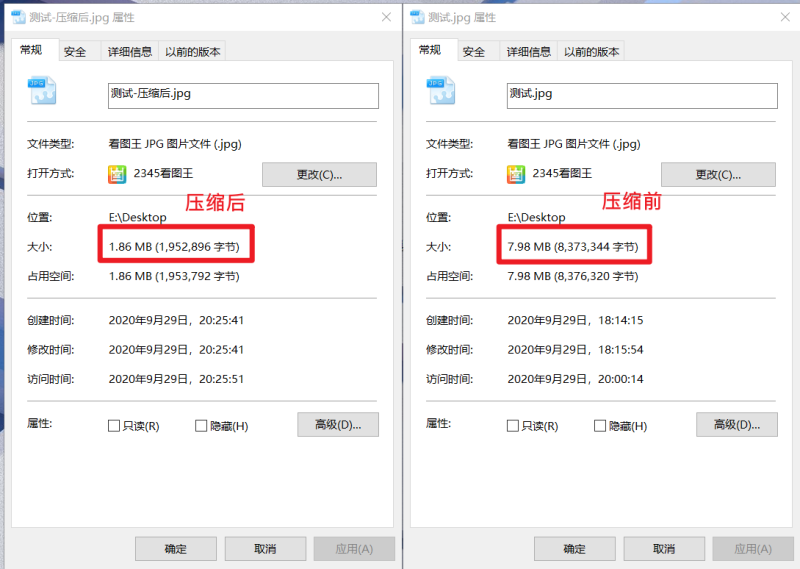 测试-压缩后.jpg 属性
常规 安全 详细信息 以前的版本
JPG
测试-压缩后.jpg
文件类型: 看图王 JPG 图片文件 (.jpg)
打开方式: 2345看图王 更改(C)...
压缩后
位置: E:\Desktop
大小: 1.86 MB (1,952,896 字节)
占用空间: 1.86 MB (1,953,792 字节)
创建时间: 2020年9月29日，20:25:41
修改时间: 2020年9月29日，20:25:41
访问时间: 2020年9月29日，20:25:51
属性: 只读(R) 隐藏(H) 高级(D)...
确定 取消 应用(A)
测试.jpg 属性
常规 安全 详细信息 以前的版本
JPG
测试.jpg
文件类型: 看图王 JPG 图片文件 (.jpg)
打开方式: 2345看图王 更改(C)...
压缩前
位置: E:\Desktop
大小: 7.98 MB (8,373,344 字节)
占用空间: 7.98 MB (8,376,320 字节)
创建时间: 2020年9月29日，18:14:15
修改时间: 2020年9月29日，18:15:54
访问时间: 2020年9月29日，20:00:14
属性: 只读(R) 隐藏(H) 高级(D)...
确定 取消 应用(A)